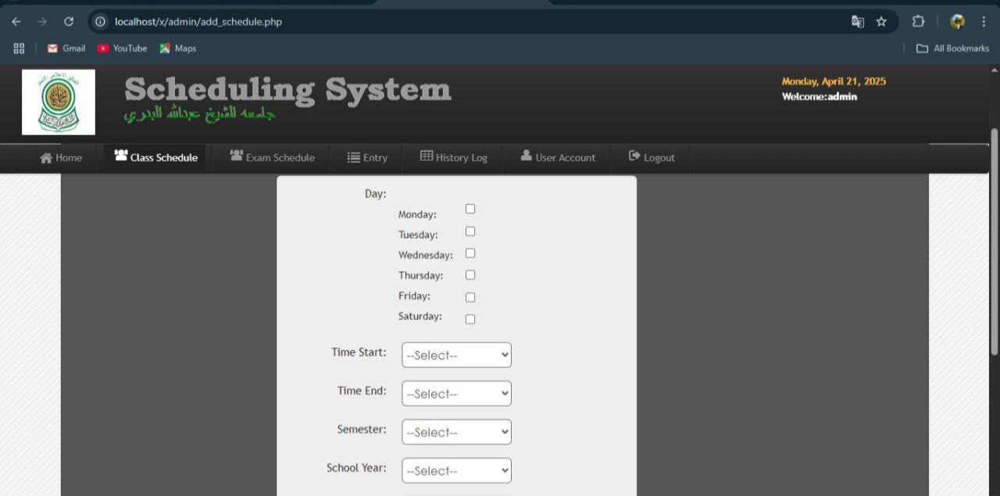 localhost/x/admin/add_schedule.php
Gmail
YouTube
Maps
All Bookmarks
Scheduling System
جامعه الشيخ عبدالله البدري
Monday, April 21, 2025
Welcome:admin
Home
Class Schedule
Exam Schedule
Entry
History Log
User Account
Logout
Day:
Monday:
Tuesday:
Wednesday:
Thursday:
Friday:
Saturday:
Time Start:
--Select--
Time End:
--Select--
Semester:
--Select--
School Year:
--Select--